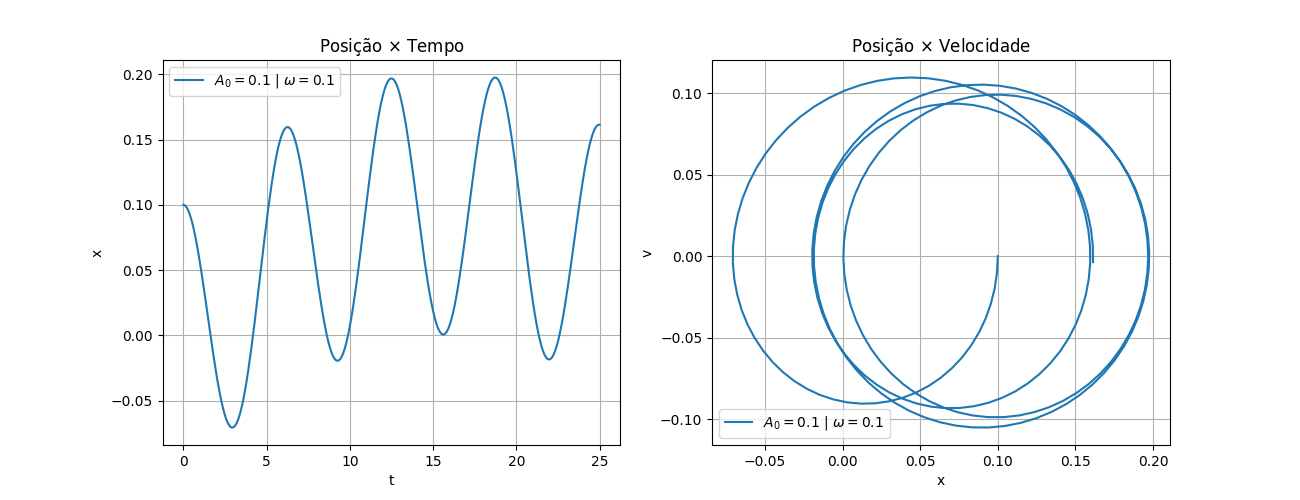 Posição × Tempo
A₀ = 0.1 | ω = 0.1
x
0.20
0.15
0.10
0.05
0.00
−0.05
0 5 10 15 20 25
t
Posição × Velocidade
A₀ = 0.1 | ω = 0.1
v
0.10
0.05
0.00
−0.05
−0.10
−0.05 0.00 0.05 0.10 0.15 0.20
x